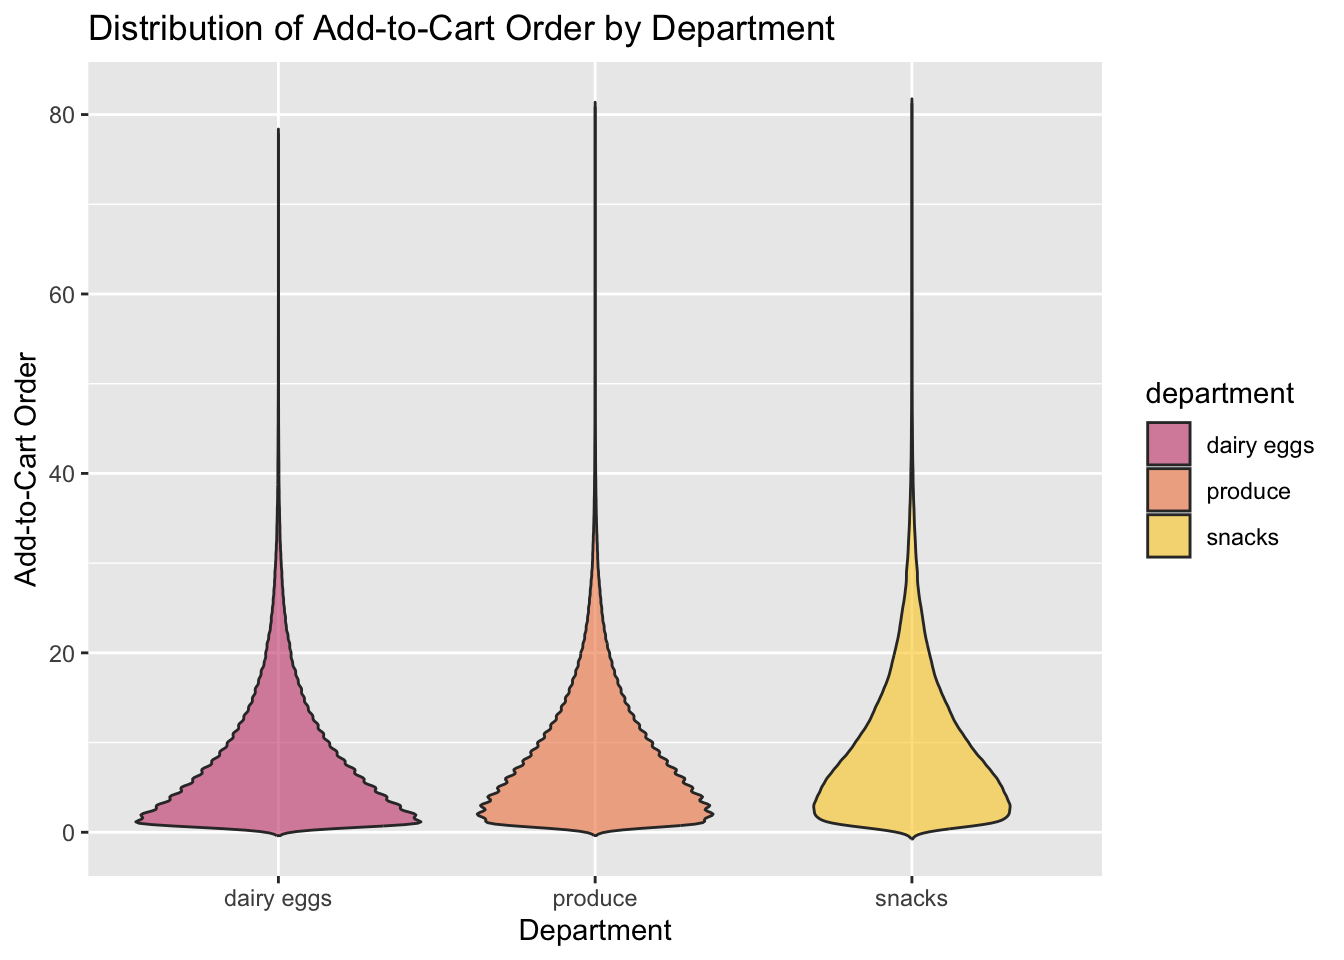 Distribution of Add-to-Cart Order by Department
80
60
40
20
0
Add-to-Cart Order
dairy eggs
produce
snacks
Department
department
dairy eggs
produce
snacks